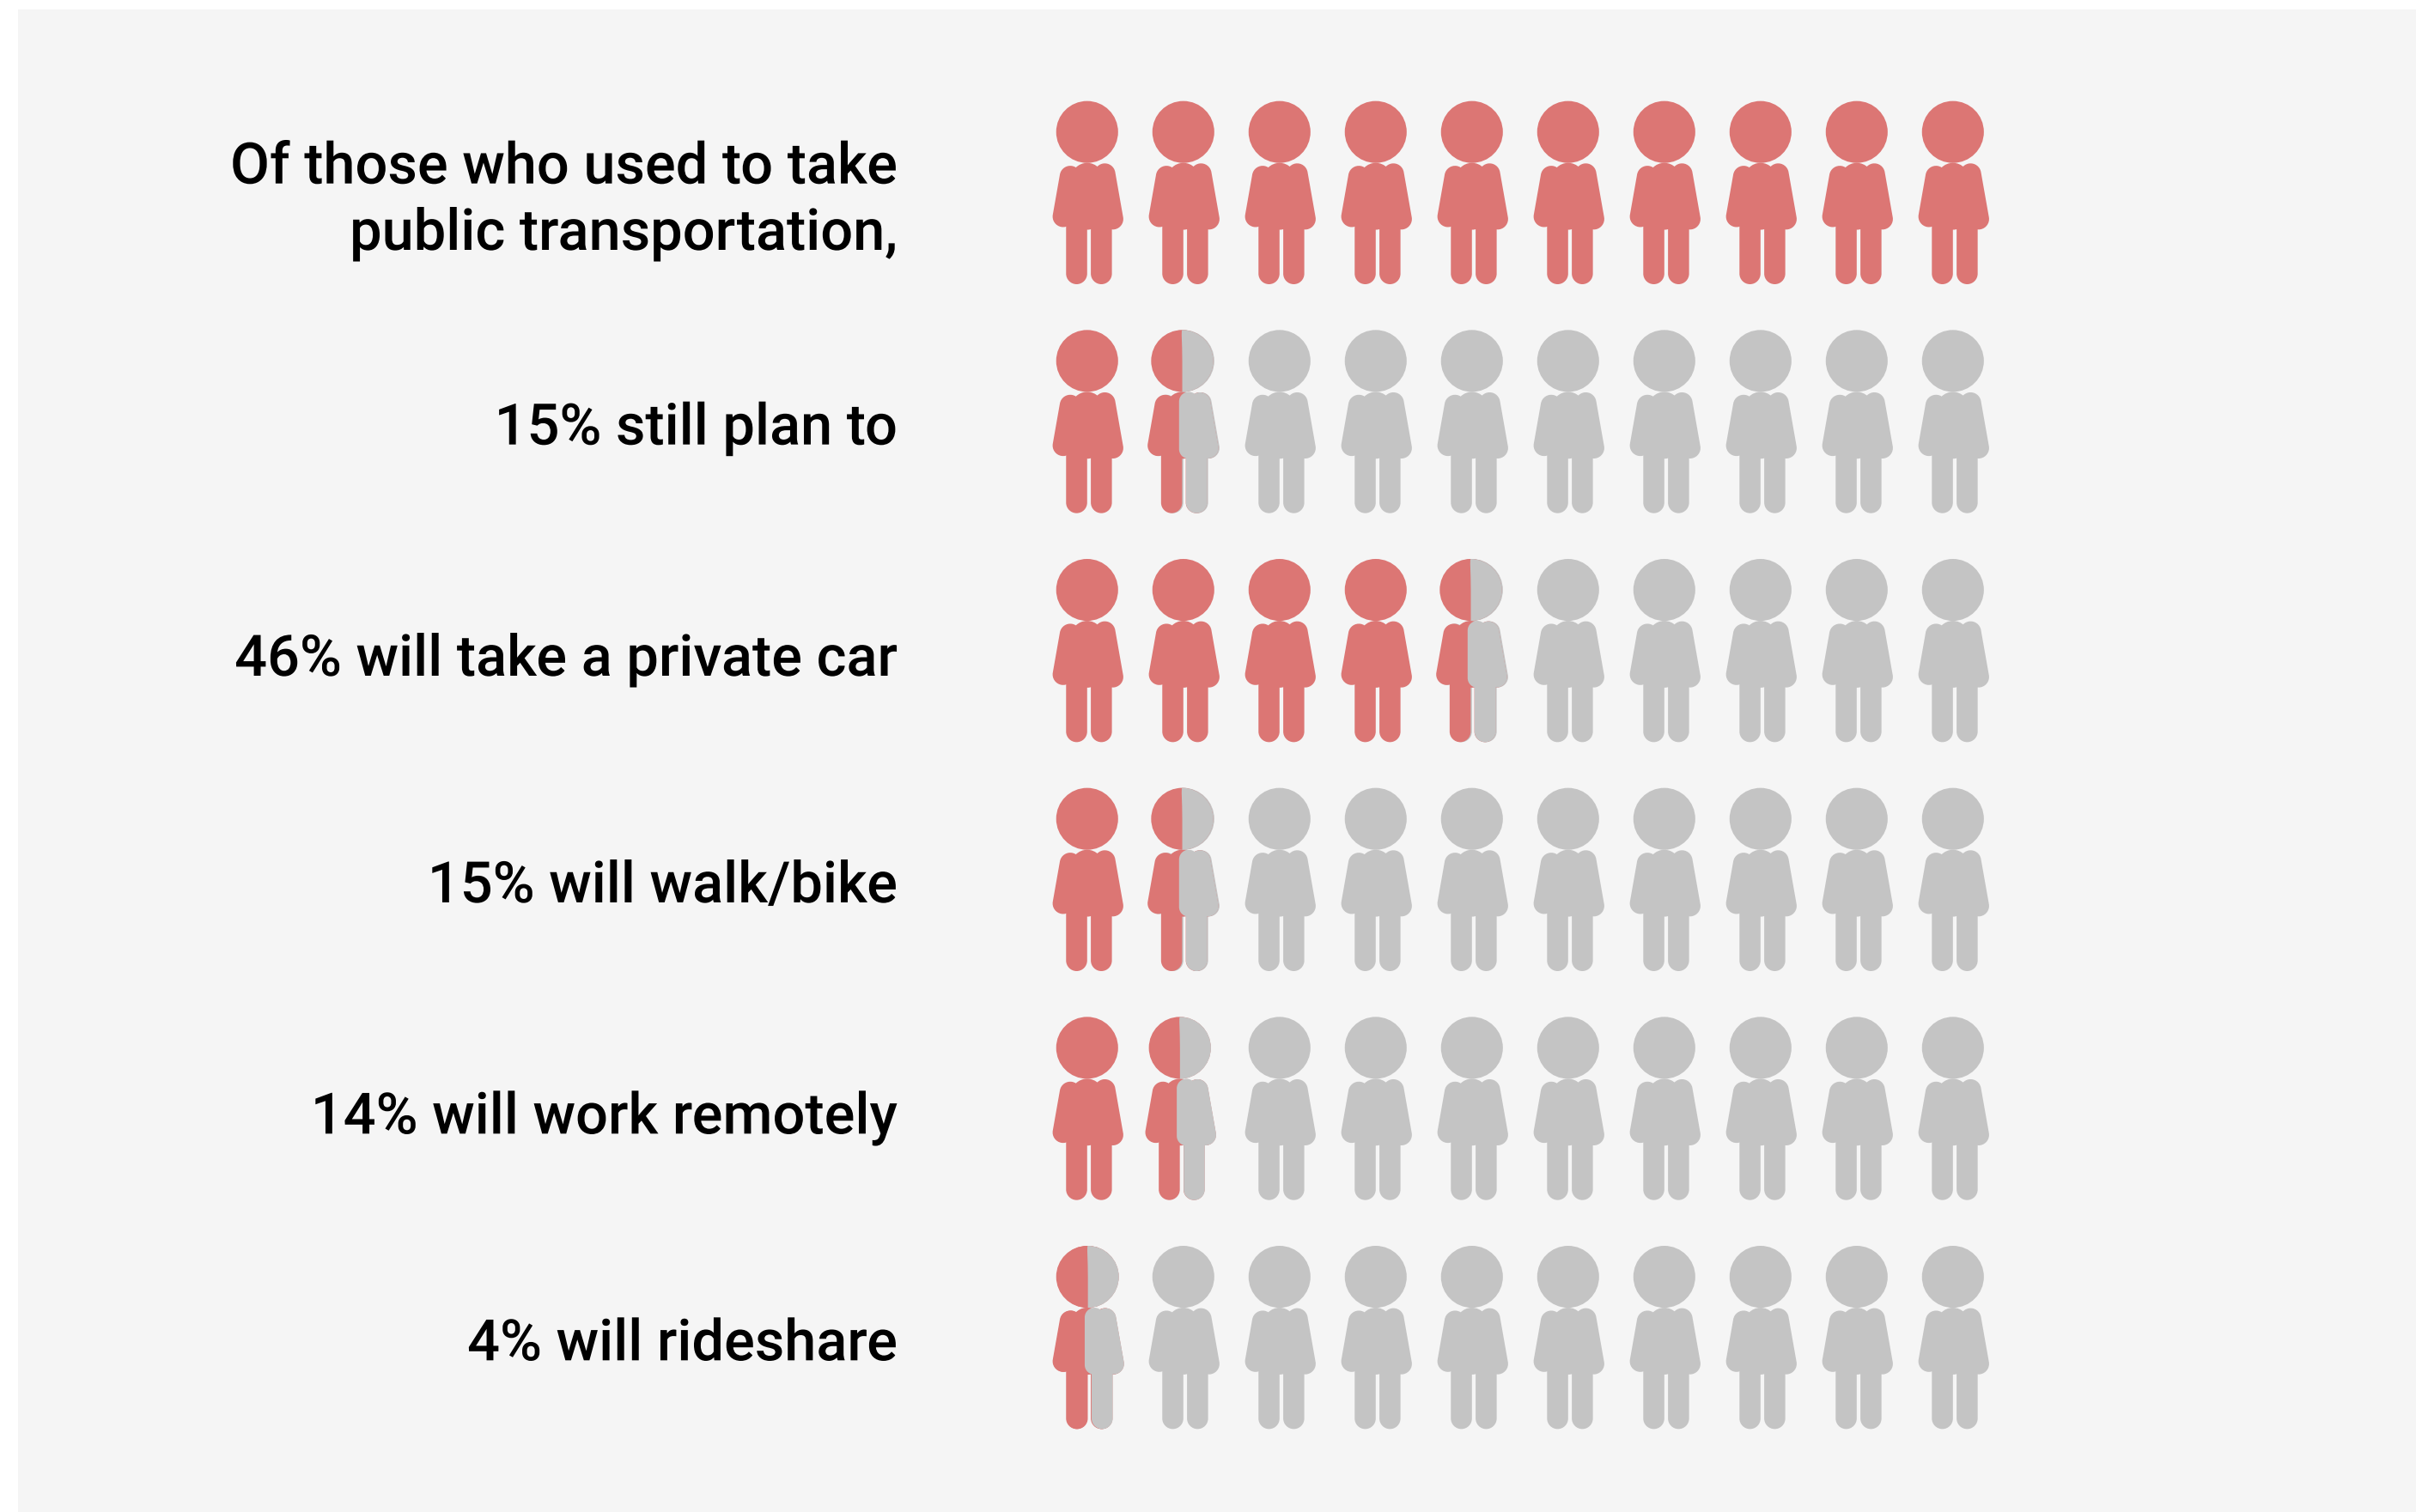 Of those who used to take
public transportation,
15% still plan to
46% will take a private car
15% will walk/bike
14% will work remotely
4% will rideshare